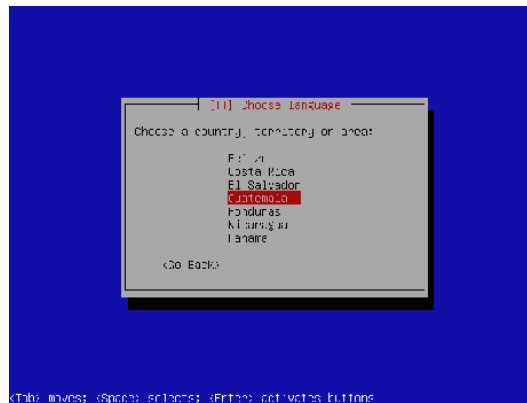 [!!] Choose language
Choose a country, territory or area:
Belize
Costa Rica
El Salvador
Guatemala
Honduras
Nicaragua
Panama
<Go Back>
<Tab> moves; <Space> selects; <Enter> activates buttons